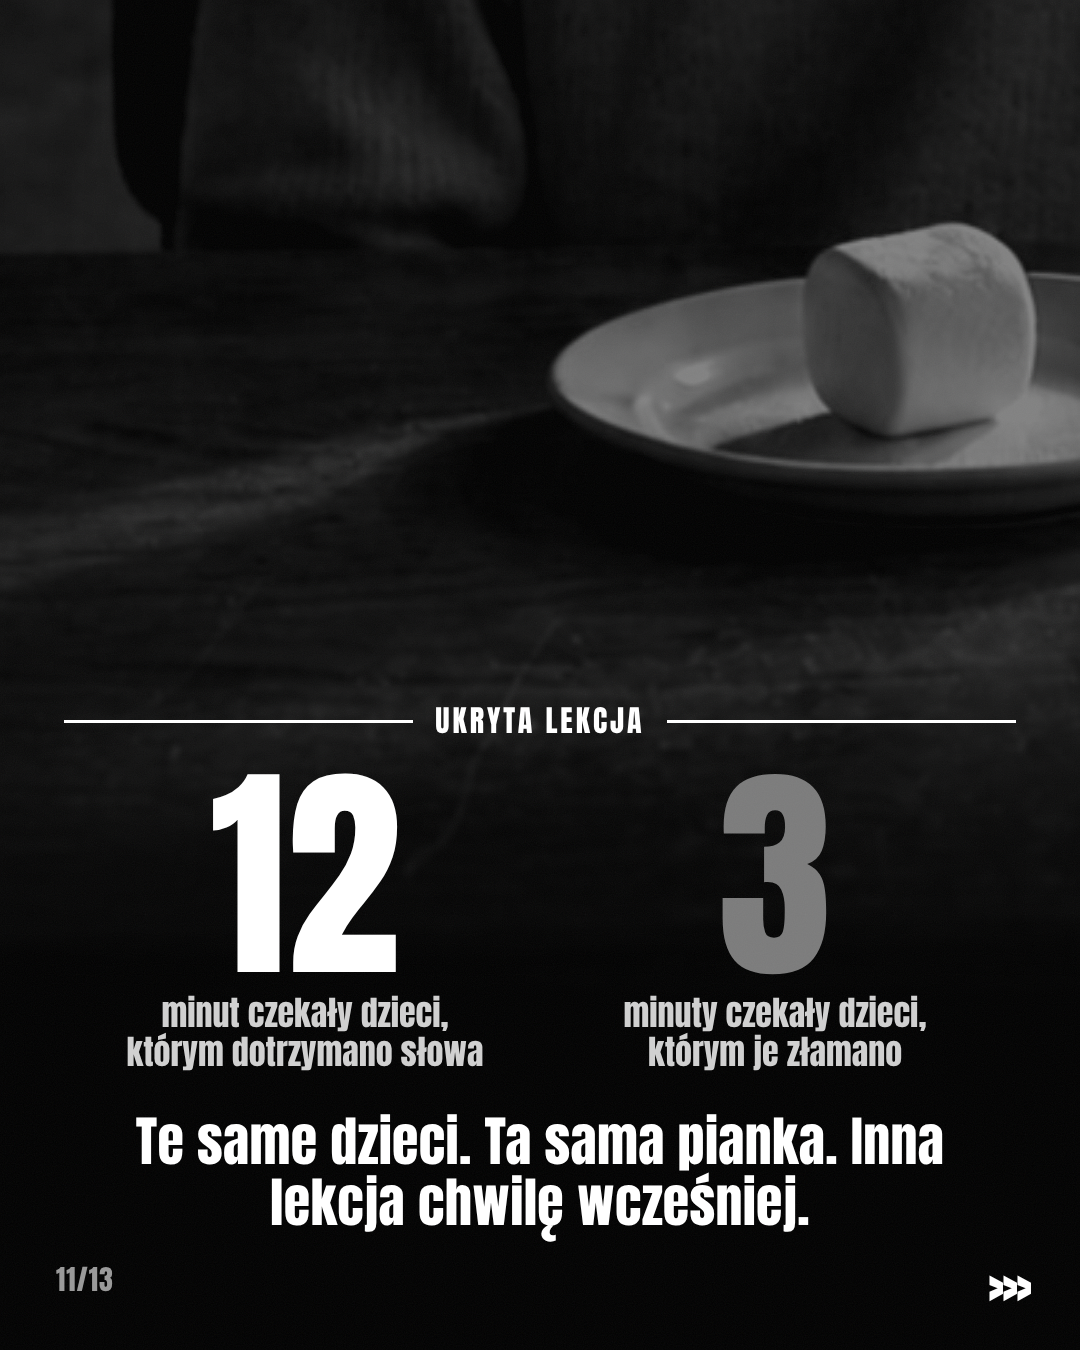 UKRYTA LEKCJA
12
minut czekały dzieci,
którym dotrzymano słowa
3
minuty czekały dzieci,
którym je złamano
Te same dzieci. Ta sama pianka. Inna
lekcja chwilę wcześniej.
11/13
>>>